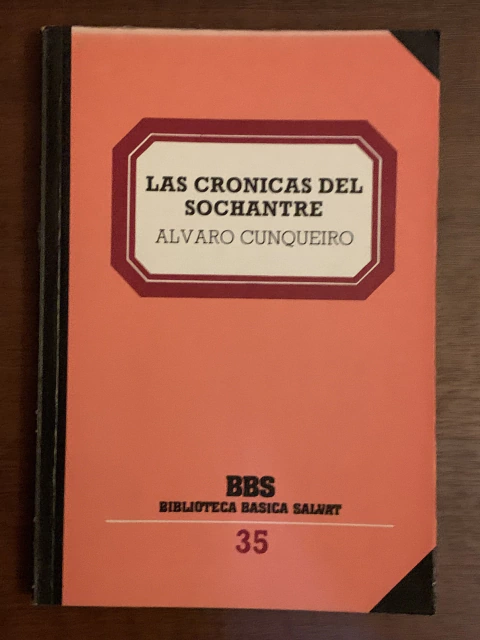 LAS CRONICAS DEL
SOCHANTRE
ALVARO CUNQUEIRO
BBS
BIBLIOTECA BASICA SALVAT
35